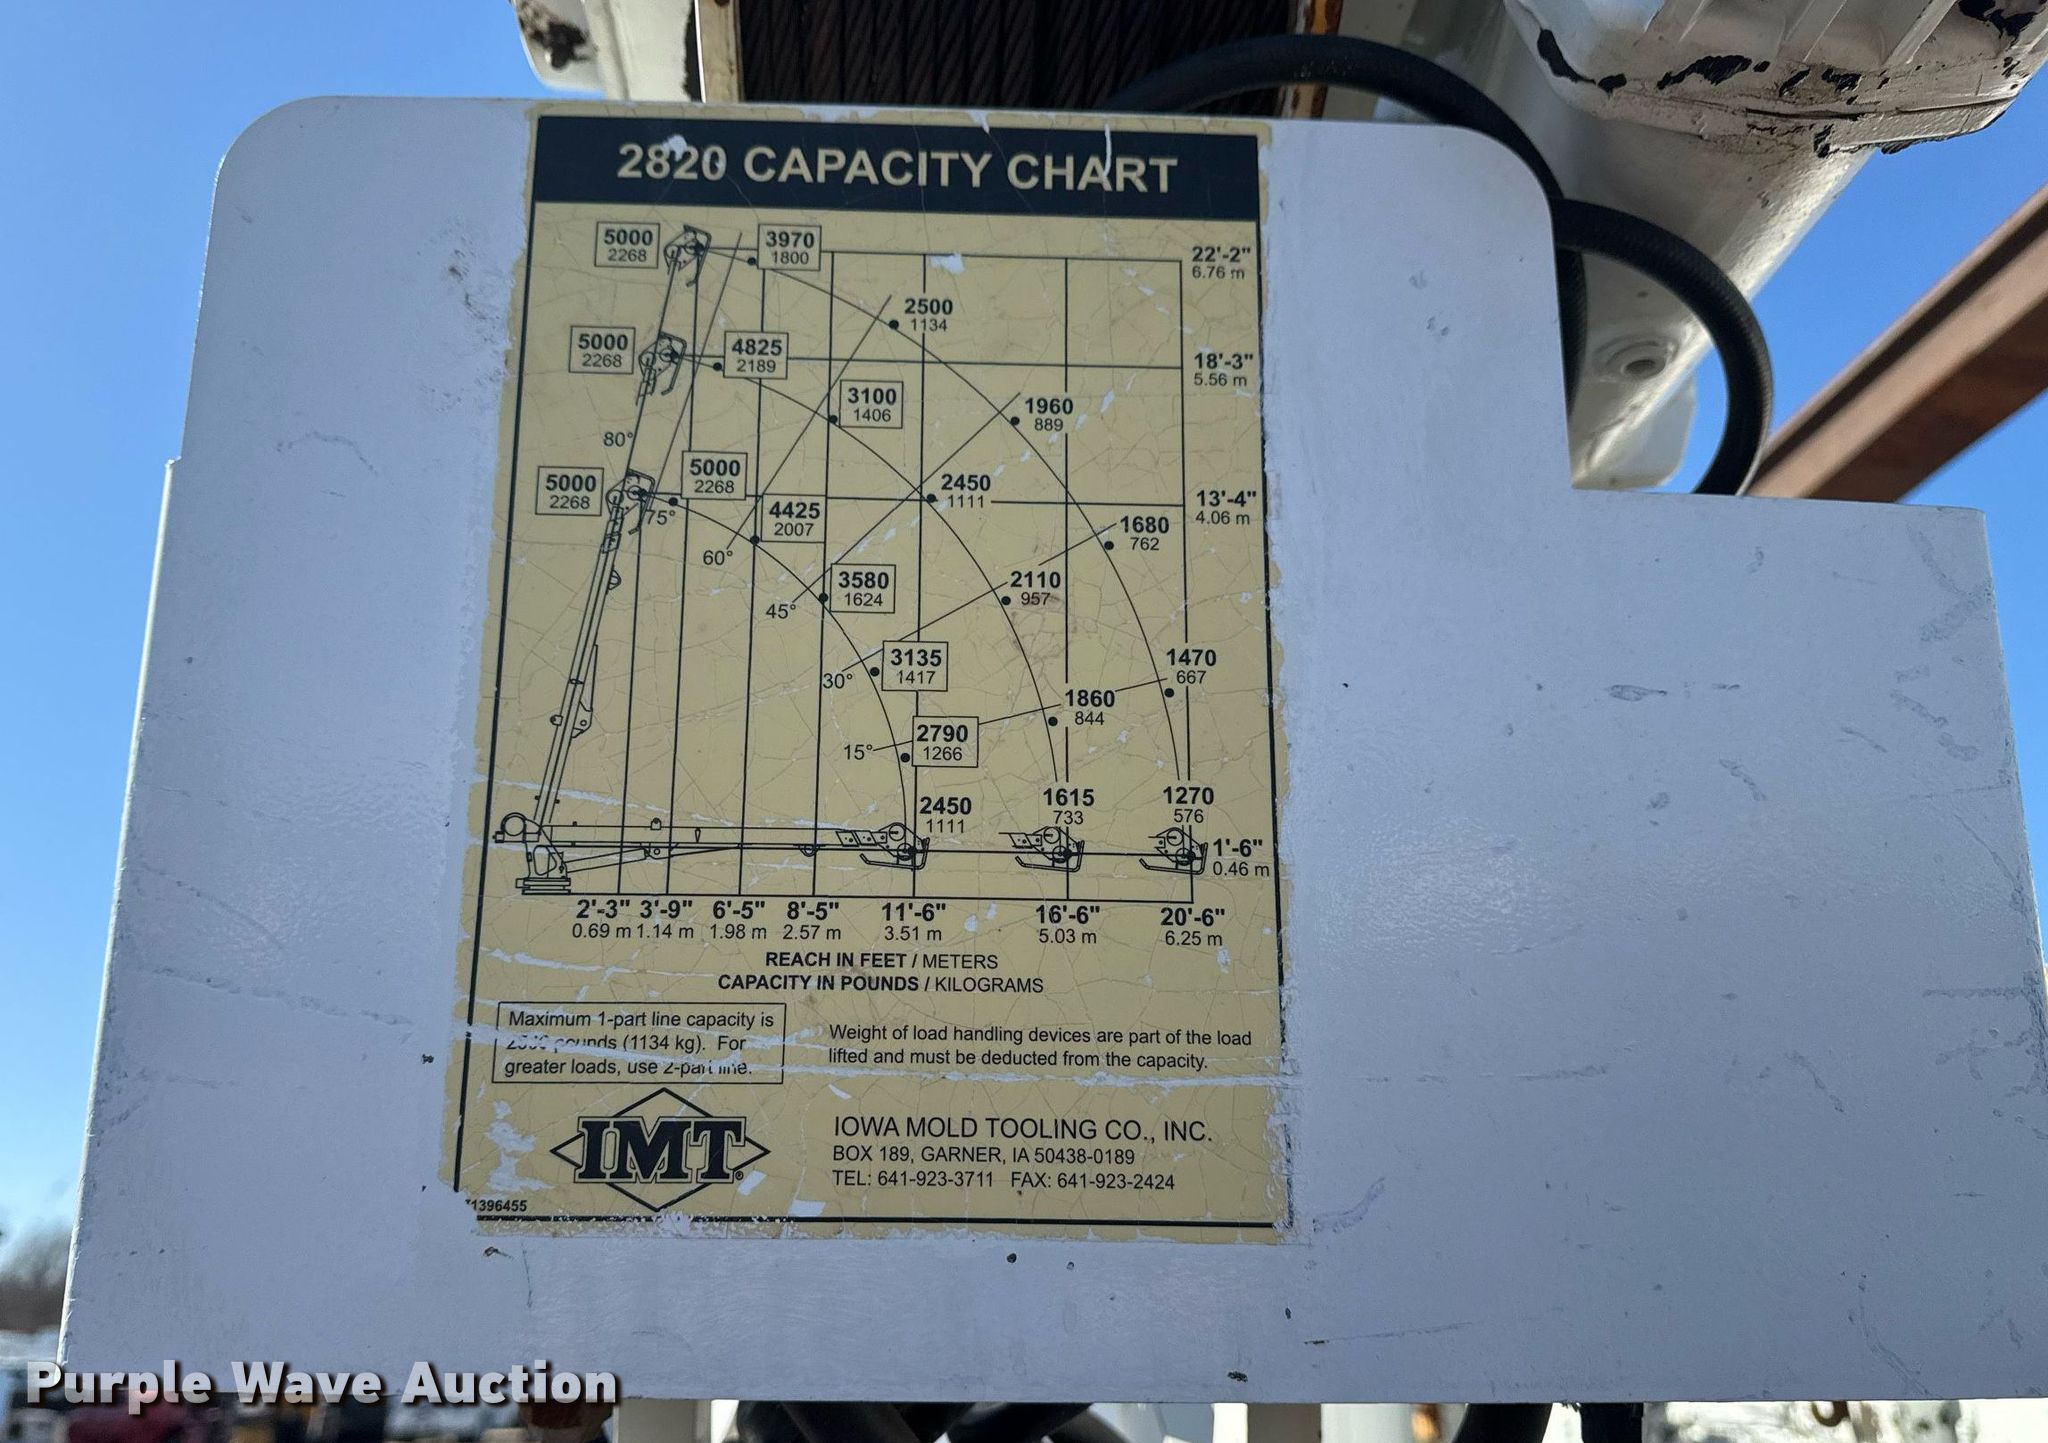 2820 CAPACITY CHART
5000
2268
3970
1800
22'-2"
6.76 m
2500
1134
5000
2268
4825
2189
18'-3"
5.56 m
3100
1406
1960
889
80°
5000
2268
5000
2268
2450
1111
13'-4"
4.06 m
75°
4425
2007
1680
762
60°
3580
1624
2110
957
45°
3135
1417
1470
667
30°
1860
844
2790
1266
15°
2450
1111
1615
733
1270
576
1'-6"
0.46 m
2'-3" 3'-9" 6'-5" 8'-5" 11'-6" 16'-6" 20'-6"
0.69 m 1.14 m 1.98 m 2.57 m 3.51 m 5.03 m 6.25 m
REACH IN FEET / METERS
CAPACITY IN POUNDS / KILOGRAMS
Maximum 1-part line capacity is
pounds (1134 kg). For
greater loads, use 2-part line.
Weight of load handling devices are part of the load
lifted and must be deducted from the capacity.
IMT®
IOWA MOLD TOOLING CO., INC.
BOX 189, GARNER, IA 50438-0189
TEL: 641-923-3711 FAX: 641-923-2424
71396455
Purple Wave Auction